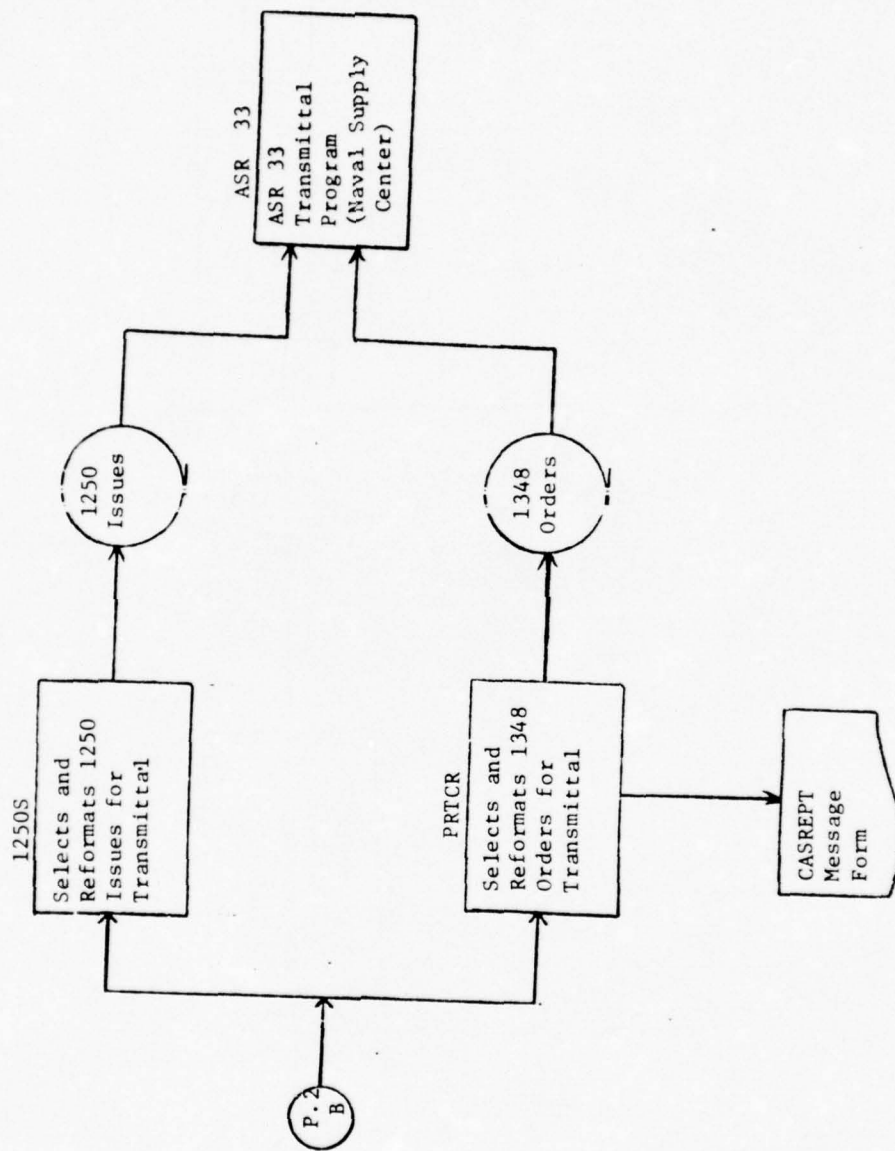 P.2
B
1250S
Selects and
Reformats 1250
Issues for
Transmittal
1250
Issues
PRTCR
Selects and
Reformats 1348
Orders for
Transmittal
1348
Orders
CASREPT
Message
Form
ASR 33
ASR 33
Transmittal
Program
(Naval Supply
Center)